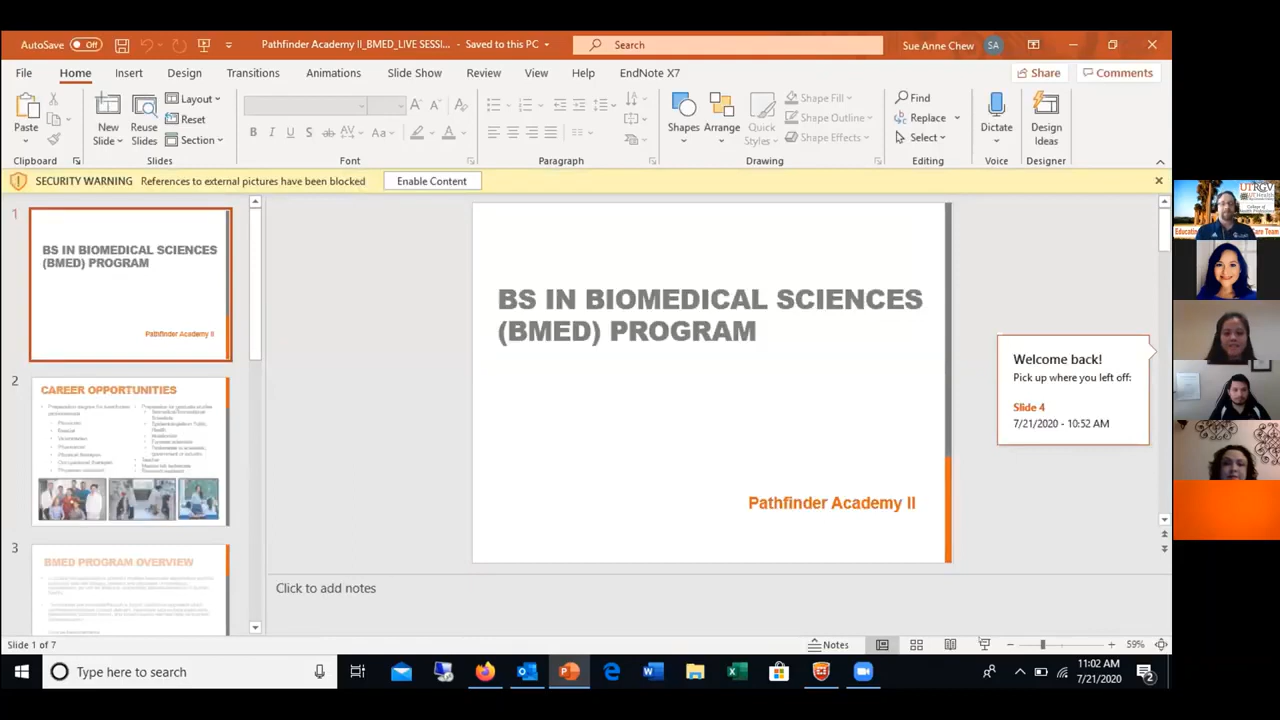 AutoSave Off
Pathfinder Academy II_BMED_LIVE SESSI... - Saved to this PC
Search
Sue Anne Chew SA
File Home Insert Design Transitions Animations Slide Show Review View Help EndNote X7
Share Comments
Paste
Clipboard
New Slide
Reuse Slides
Layout
Reset
Section
Slides
Font
Paragraph
Shapes
Arrange
Quick Styles
Shape Fill
Shape Outline
Shape Effects
Drawing
Find
Replace
Select
Editing
Dictate
Voice
Design Ideas
Designer
SECURITY WARNING References to external pictures have been blocked Enable Content
1
BS IN BIOMEDICAL SCIENCES
(BMED) PROGRAM
Pathfinder Academy II
2
CAREER OPPORTUNITIES
3
BMED PROGRAM OVERVIEW
BS IN BIOMEDICAL SCIENCES
(BMED) PROGRAM
Pathfinder Academy II
Welcome back!
Pick up where you left off:
Slide 4
7/21/2020 - 10:52 AM
UTRGV
Click to add notes
Slide 1 of 7
Notes
59%
Type here to search
11:02 AM
7/21/2020
2